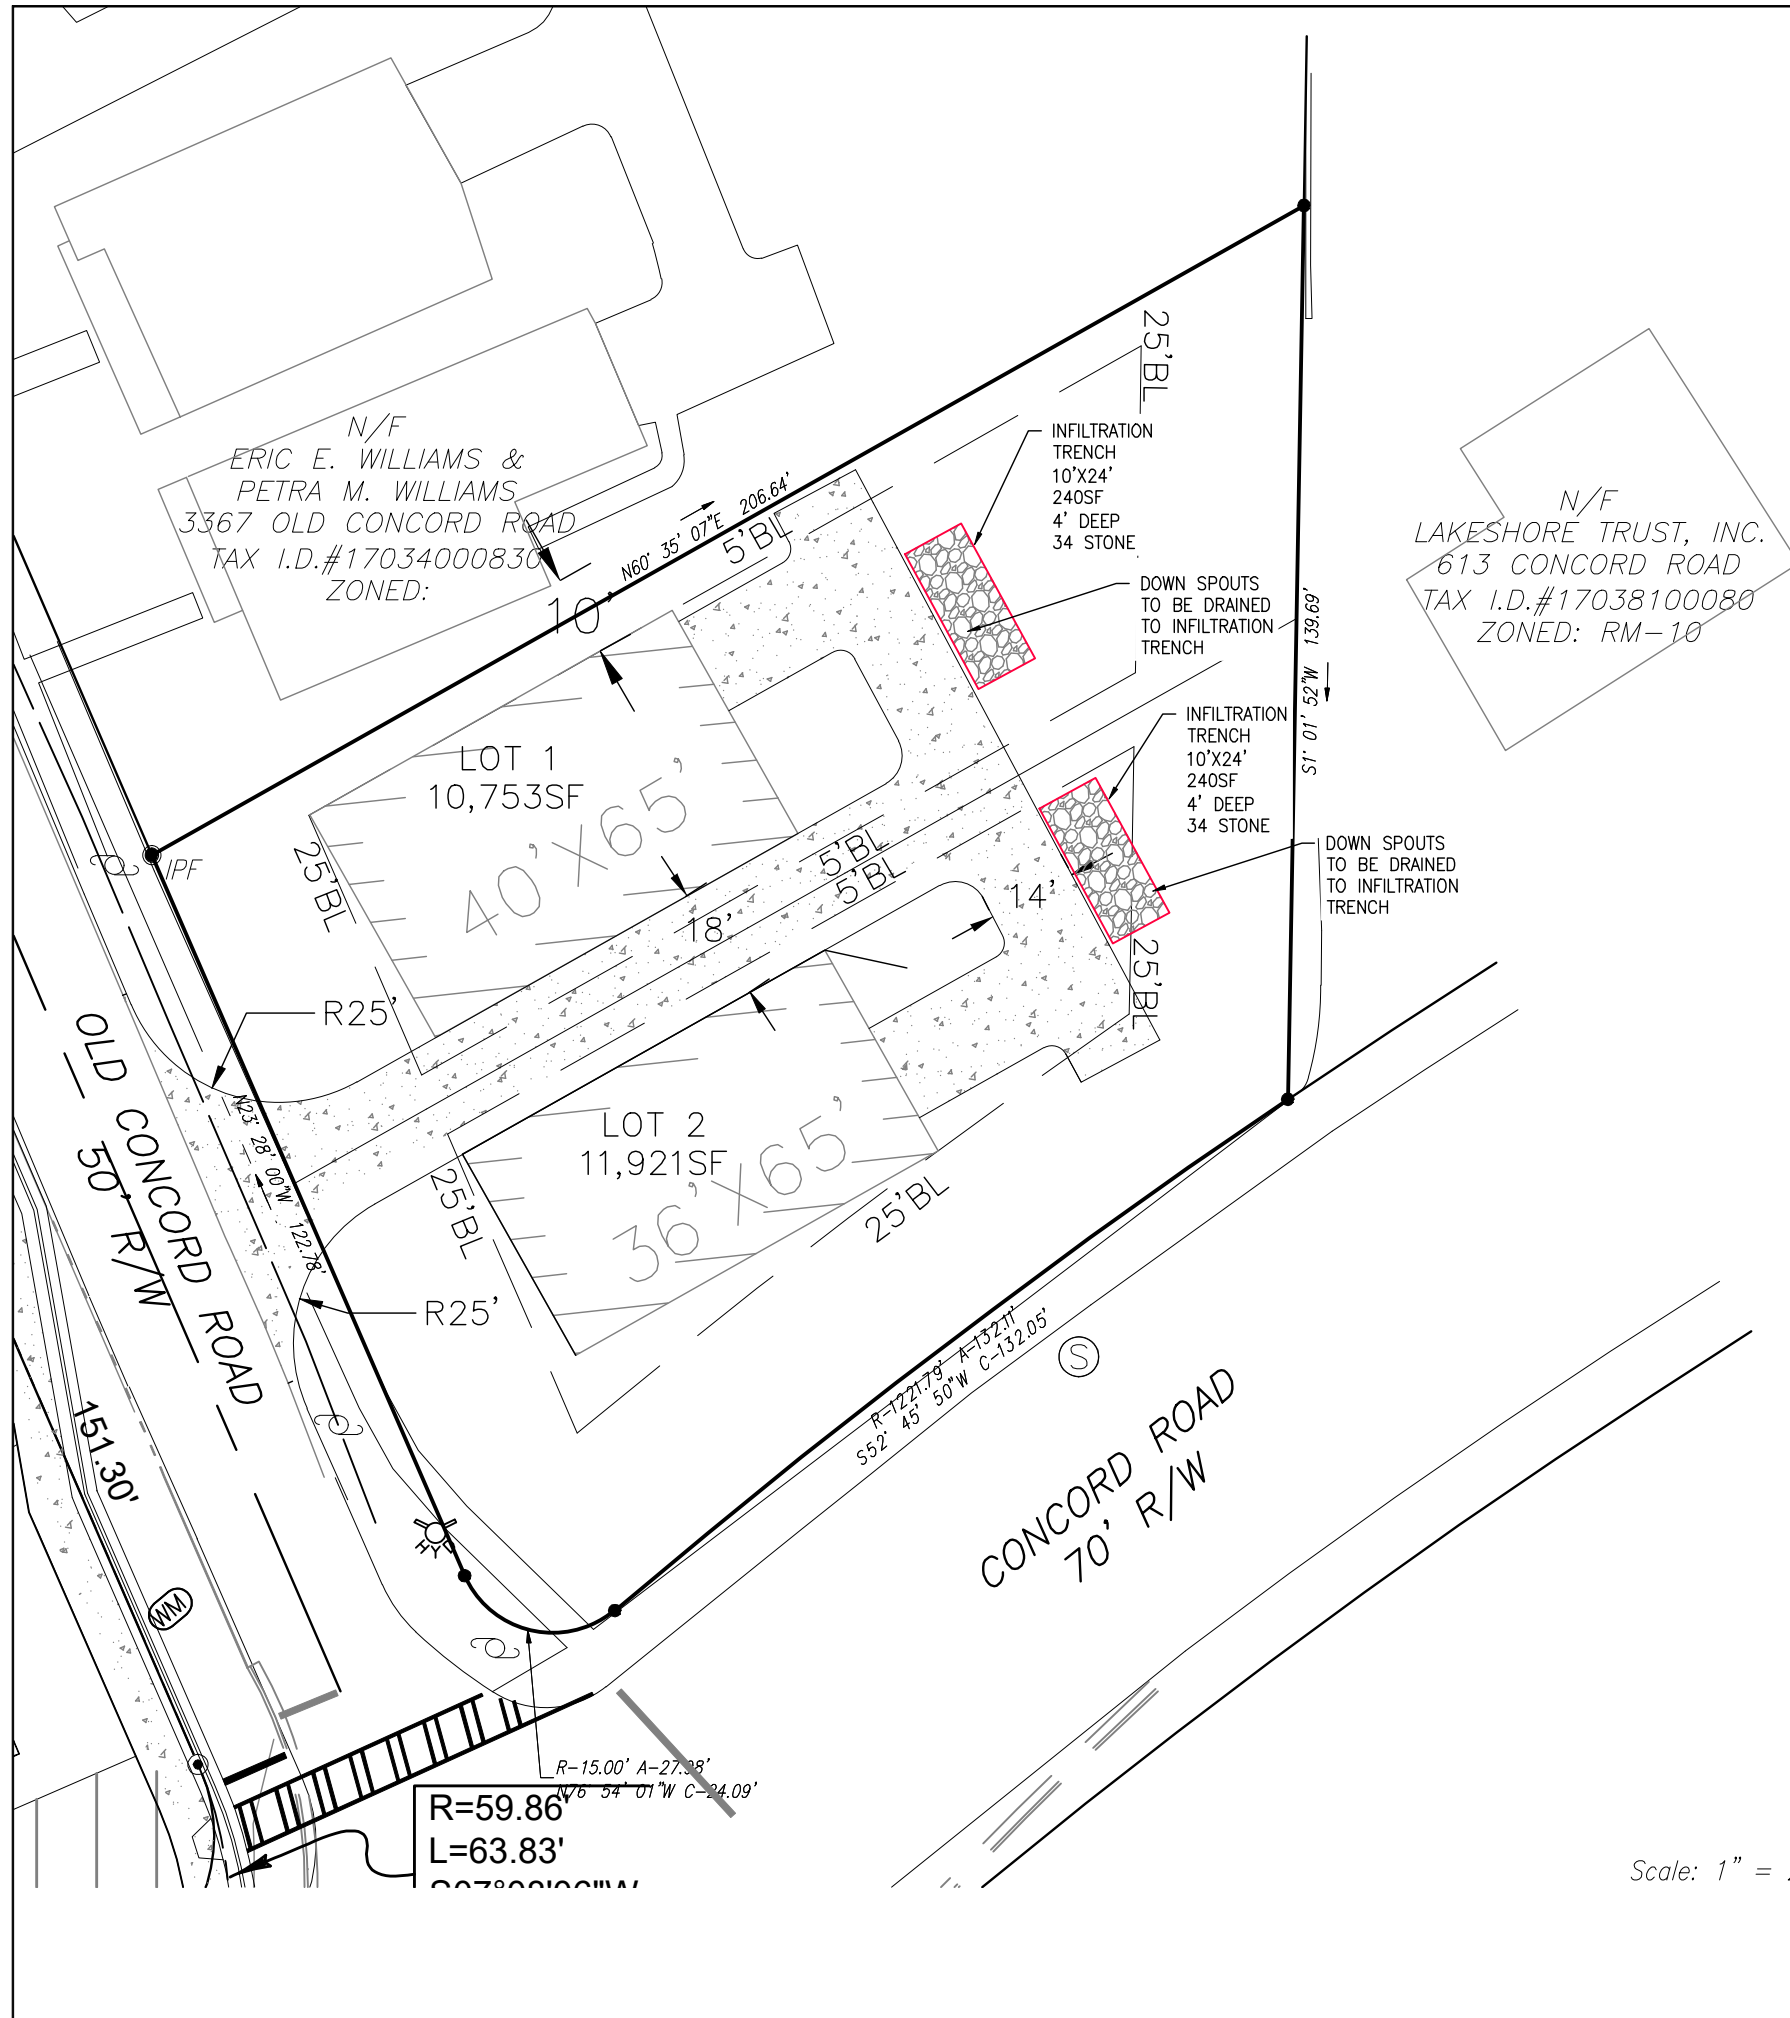 N/F
ERIC E. WILLIAMS &
PETRA M. WILLIAMS
3367 OLD CONCORD ROAD
TAX I.D.#17034000830
ZONED:
N60° 35' 07"E 206.64'
5'BL
10'
25'BL
INFILTRATION
TRENCH
10'X24'
240SF
4' DEEP
34 STONE
DOWN SPOUTS
TO BE DRAINED
TO INFILTRATION
TRENCH
N/F
LAKESHORE TRUST, INC.
613 CONCORD ROAD
TAX I.D.#17038100080
ZONED: RM-10
S1° 01' 52"W 139.69'
INFILTRATION
TRENCH
10'X24'
240SF
4' DEEP
34 STONE
DOWN SPOUTS
TO BE DRAINED
TO INFILTRATION
TRENCH
LOT 1
10,753SF
40'X65'
25'BL
IPF
5'BL
5'BL
18'
14'
25'BL
R25'
OLD CONCORD ROAD
50' R/W
N23° 28' 00"W 122.78'
LOT 2
11,921SF
36'X65'
25'BL
25'BL
R25'
R-1221.79' A-132.11'
S52° 45' 50"W C-132.05'
S
CONCORD ROAD
70' R/W
151.30'
HYD
WM
R-15.00' A-27.98'
N76° 54' 01"W C-24.09'
R=59.86'
L=63.83'
Scale: 1" =